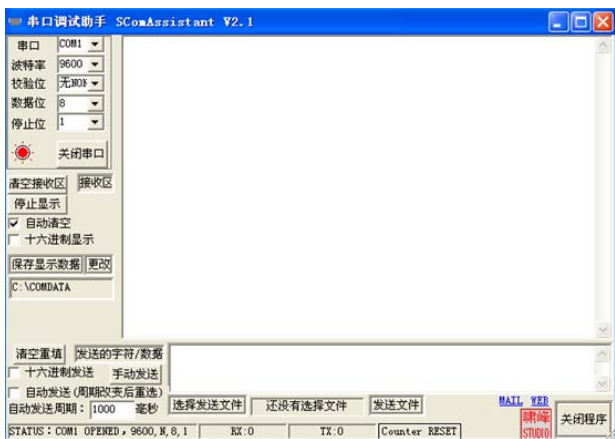 串口调试助手 SComAssistant V2.1
串口 COM1
波特率 9600
校验位 无NON
数据位 8
停止位 1
关闭串口
清空接收区 接收区
停止显示
自动清空
十六进制显示
保存显示数据 更改
C:\COMDATA
清空重填 发送的字符/数据
十六进制发送 手动发送
自动发送(周期改变后重选)
自动发送周期: 1000 毫秒 选择发送文件 还没有选择文件 发送文件 MAIL WEB
啸峰 STUDIO 关闭程序
STATUS: COM1 OPENED, 9600,N,8,1 RX:0 TX:0 Counter RESET